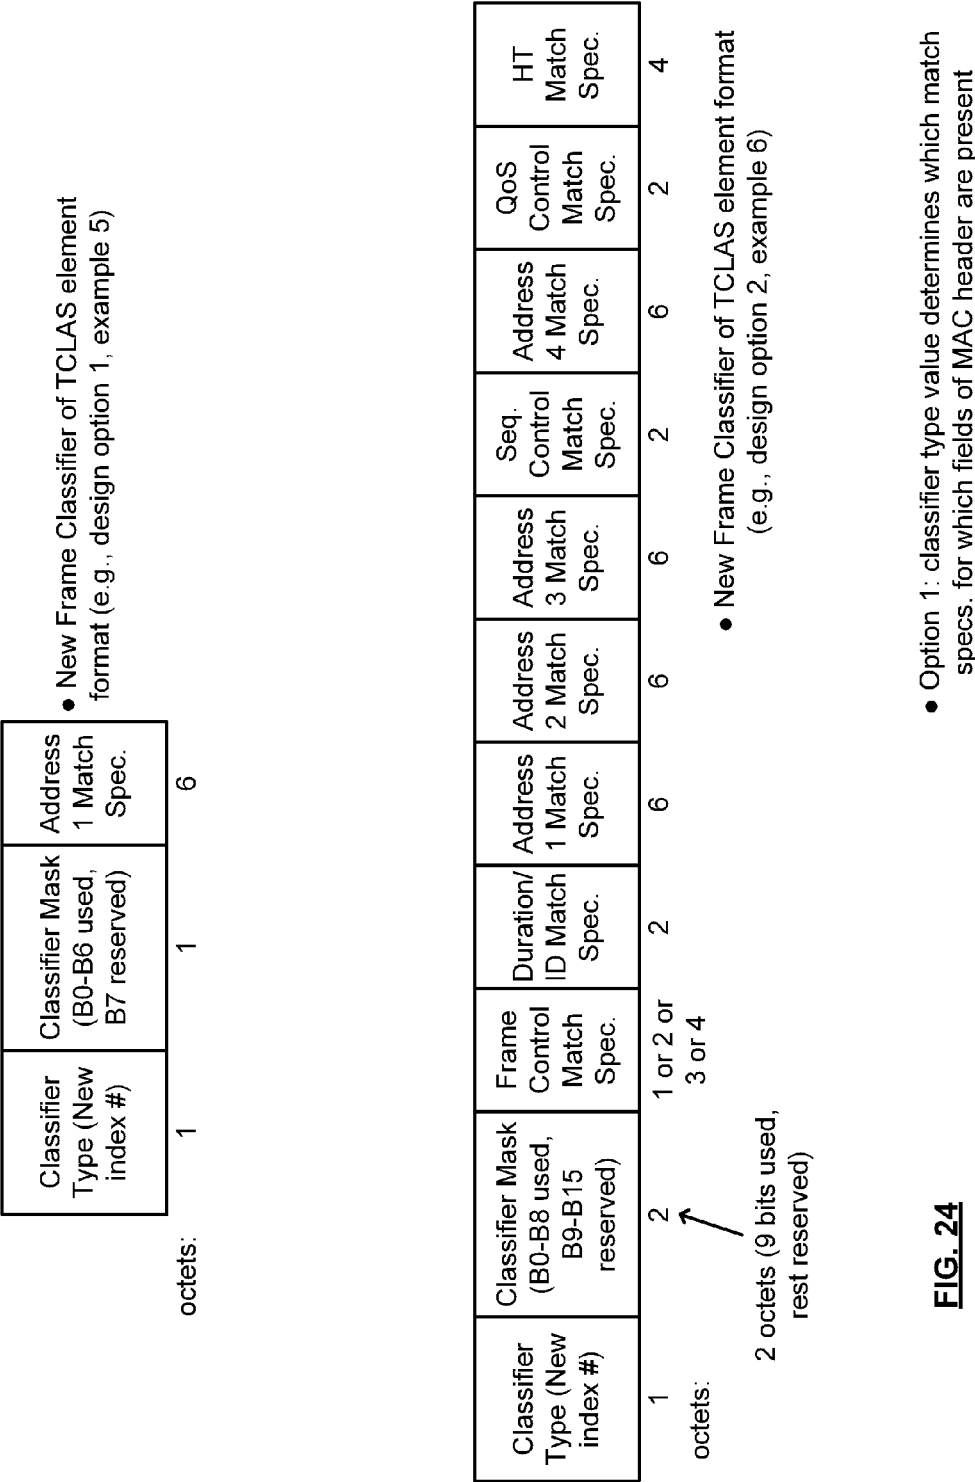 Classifier
Type (New
index #)
Classifier Mask
(B0-B6 used,
B7 reserved)
Address
1 Match
Spec.
octets:
1
1
6
● New Frame Classifier of TCLAS element
format (e.g., design option 1, example 5)
Classifier
Type (New
index #)
Classifier Mask
(B0-B8 used,
B9-B15
reserved)
Frame
Control
Match
Spec.
Duration/
ID Match
Spec.
Address
1 Match
Spec.
Address
2 Match
Spec.
Address
3 Match
Spec.
Seq.
Control
Match
Spec.
Address
4 Match
Spec.
QoS
Control
Match
Spec.
HT
Match
Spec.
octets:
1
2
1 or 2 or
3 or 4
2
6
6
6
2
6
2
4
2 octets (9 bits used,
rest reserved)
● New Frame Classifier of TCLAS element format
(e.g., design option 2, example 6)
● Option 1: classifier type value determines which match
specs. for which fields of MAC header are present
FIG. 24